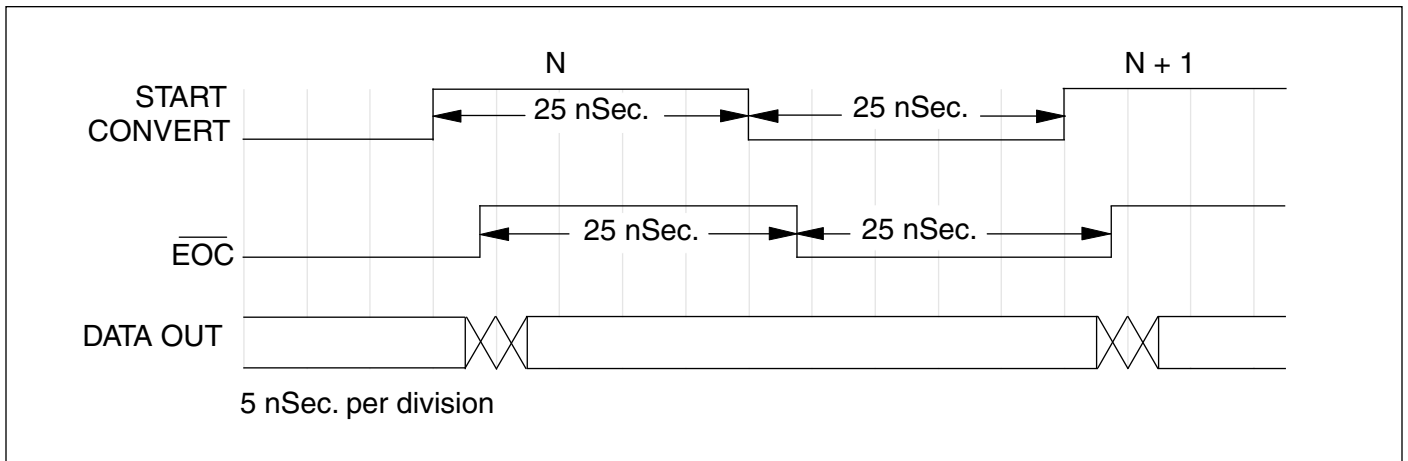 N
N + 1
START
CONVERT
25 nSec.
25 nSec.
EOC
25 nSec.
25 nSec.
DATA OUT
5 nSec. per division